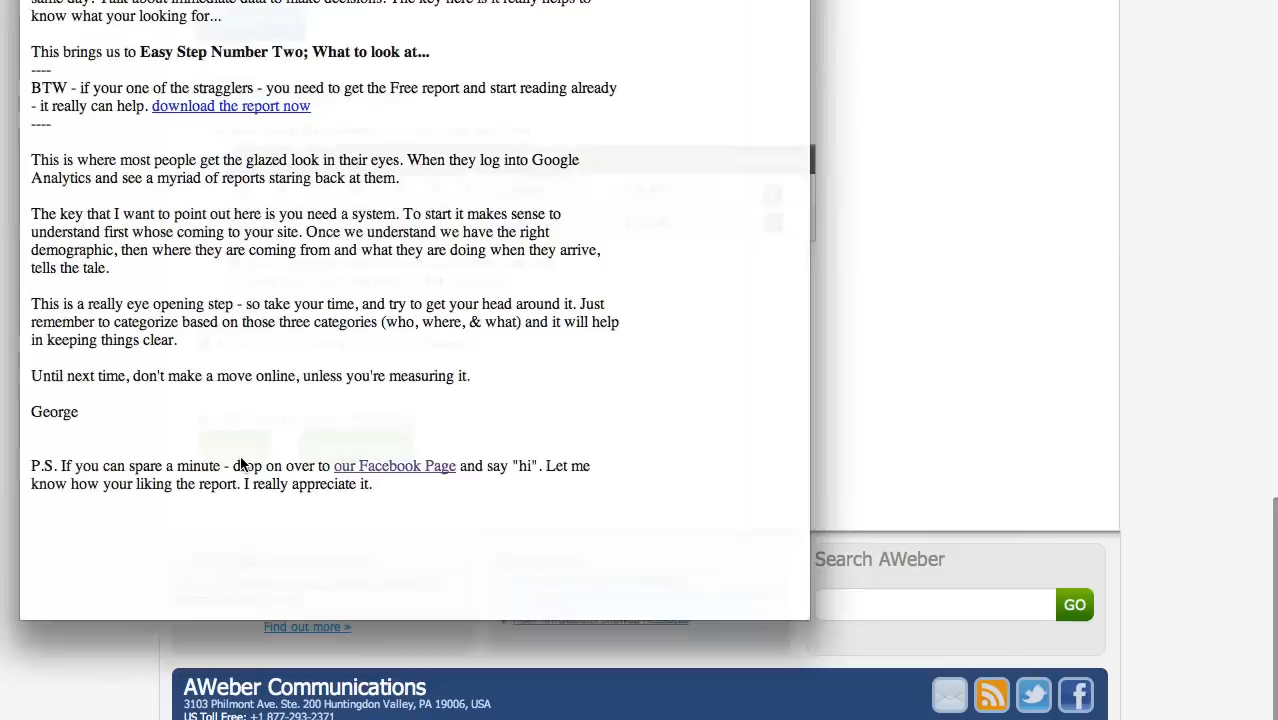 same day? Talk about immediate data to make decisions. The key here is it really helps to
know what your looking for...
This brings us to Easy Step Number Two; What to look at...
----
BTW - if your one of the stragglers - you need to get the Free report and start reading already
- it really can help. download the report now
----
This is where most people get the glazed look in their eyes. When they log into Google
Analytics and see a myriad of reports staring back at them.
The key that I want to point out here is you need a system. To start it makes sense to
understand first whose coming to your site. Once we understand we have the right
demographic, then where they are coming from and what they are doing when they arrive,
tells the tale.
This is a really eye opening step - so take your time, and try to get your head around it. Just
remember to categorize based on those three categories (who, where, & what) and it will help
in keeping things clear.
Until next time, don't make a move online, unless you're measuring it.
George
P.S. If you can spare a minute - drop on over to our Facebook Page and say "hi". Let me
know how your liking the report. I really appreciate it.
Search AWeber
GO
Find out more »
AWeber Communications
3103 Philmont Ave. Ste. 200 Huntingdon Valley, PA 19006, USA
US Toll Free: +1 877-293-2371